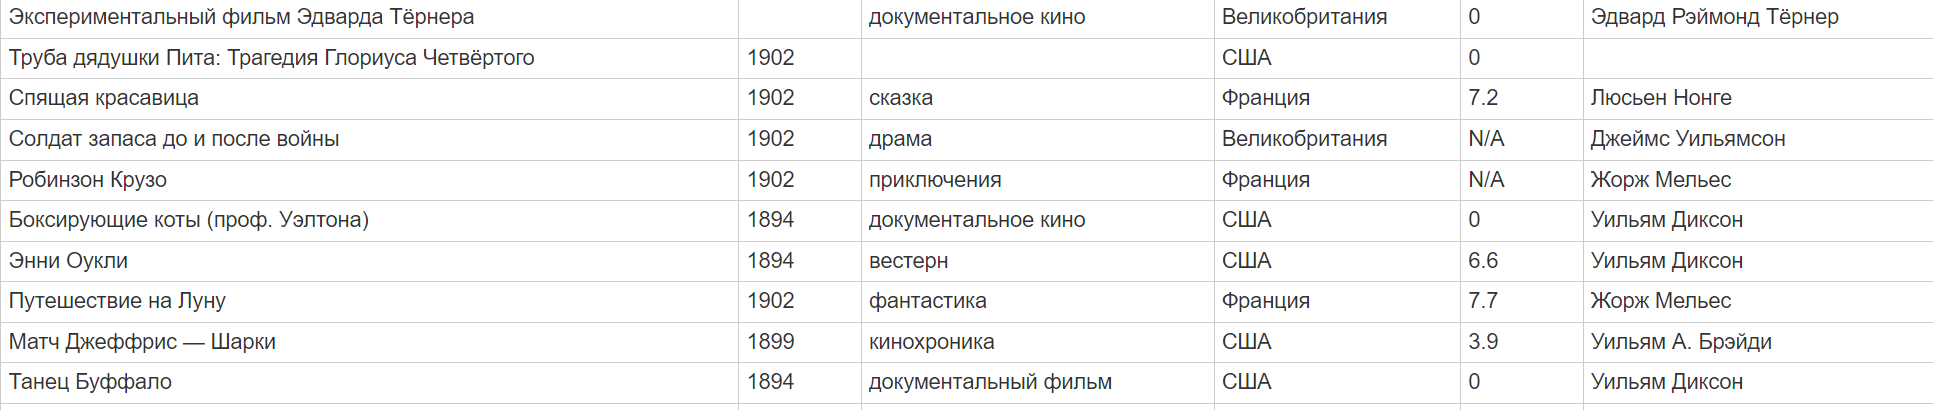 Экспериментальный фильм Эдварда Тёрнера документальное кино Великобритания 0 Эдвард Рэймонд Тёрнер
Труба дядушки Пита: Трагедия Глориуса Четвёртого 1902 США 0
Спящая красавица 1902 сказка Франция 7.2 Люсьен Нонге
Солдат запаса до и после войны 1902 драма Великобритания N/A Джеймс Уильямсон
Робинзон Крузо 1902 приключения Франция N/A Жорж Мельес
Боксирующие коты (проф. Уэлтона) 1894 документальное кино США 0 Уильям Диксон
Энни Оукли 1894 вестерн США 6.6 Уильям Диксон
Путешествие на Луну 1902 фантастика Франция 7.7 Жорж Мельес
Матч Джеффрис — Шарки 1899 кинохроника США 3.9 Уильям А. Брэйди
Танец Буффало 1894 документальный фильм США 0 Уильям Диксон